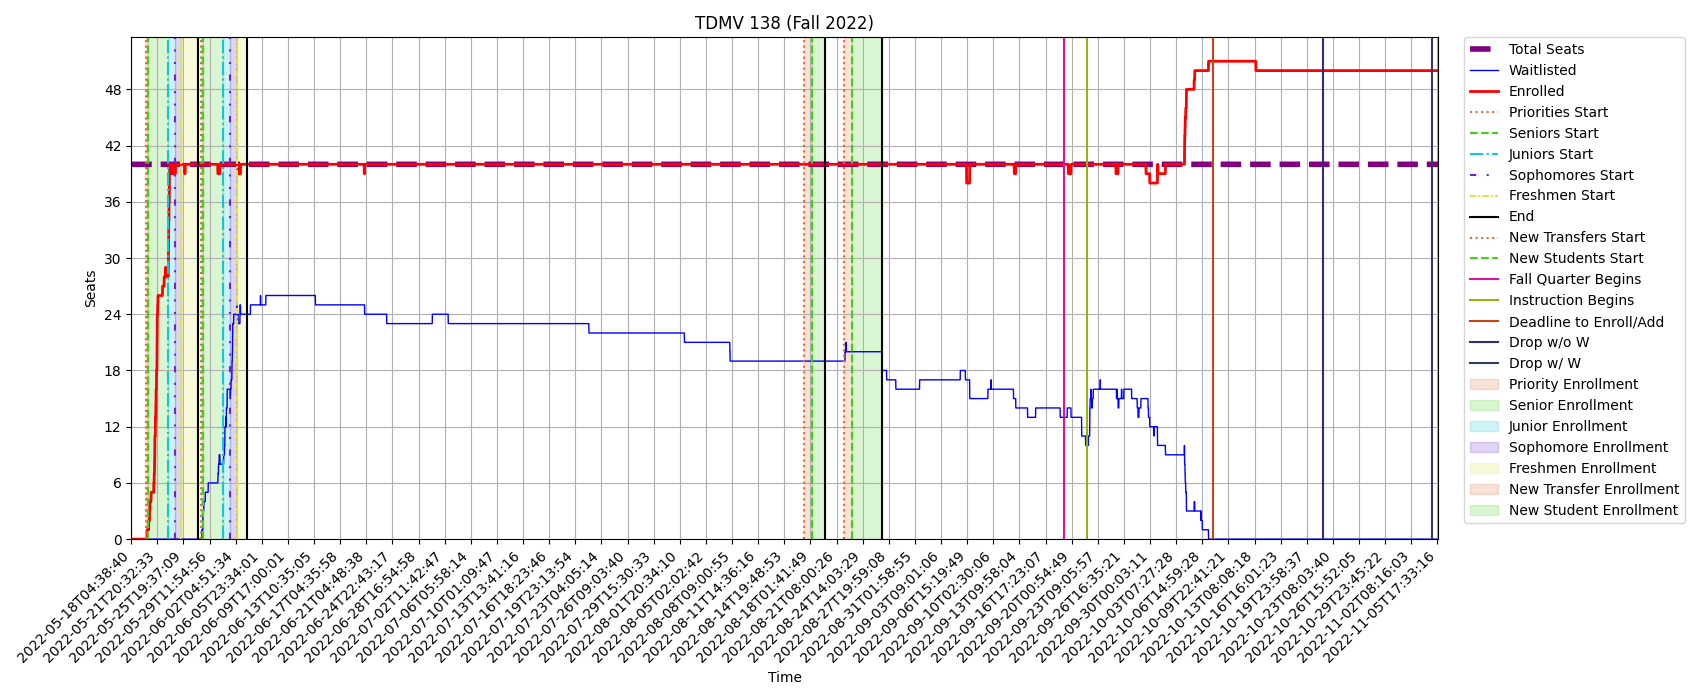 TDMV 138 (Fall 2022)
Seats
48
42
36
30
24
18
12
6
0
2022-05-18T04:38:40
2022-05-21T20:32:33
2022-05-25T19:37:09
2022-05-29T11:54:56
2022-06-02T04:51:34
2022-06-05T23:34:01
2022-06-09T17:00:01
2022-06-13T10:35:05
2022-06-17T04:35:58
2022-06-21T04:48:38
2022-06-24T22:43:17
2022-06-28T16:54:58
2022-07-02T11:42:47
2022-07-06T05:58:14
2022-07-10T01:09:47
2022-07-13T13:41:16
2022-07-16T18:23:46
2022-07-19T23:13:54
2022-07-23T04:05:14
2022-07-26T09:03:40
2022-07-29T15:30:33
2022-08-01T20:34:10
2022-08-05T02:02:42
2022-08-08T09:00:55
2022-08-11T14:36:16
2022-08-14T19:48:53
2022-08-18T01:41:49
2022-08-21T08:00:26
2022-08-24T14:03:29
2022-08-27T19:59:08
2022-08-31T01:58:55
2022-09-03T09:01:06
2022-09-06T15:19:49
2022-09-10T02:30:06
2022-09-13T09:58:04
2022-09-16T17:23:07
2022-09-20T00:54:49
2022-09-23T09:05:57
2022-09-26T16:35:21
2022-09-30T00:03:11
2022-10-03T07:27:28
2022-10-06T14:59:28
2022-10-09T22:41:21
2022-10-13T08:08:18
2022-10-16T16:01:23
2022-10-19T23:58:37
2022-10-23T08:03:40
2022-10-26T15:52:05
2022-10-29T23:45:22
2022-11-02T08:16:03
2022-11-05T17:33:16
Time
Total Seats
Waitlisted
Enrolled
Priorities Start
Seniors Start
Juniors Start
Sophomores Start
Freshmen Start
End
New Transfers Start
New Students Start
Fall Quarter Begins
Instruction Begins
Deadline to Enroll/Add
Drop w/o W
Drop w/ W
Priority Enrollment
Senior Enrollment
Junior Enrollment
Sophomore Enrollment
Freshmen Enrollment
New Transfer Enrollment
New Student Enrollment